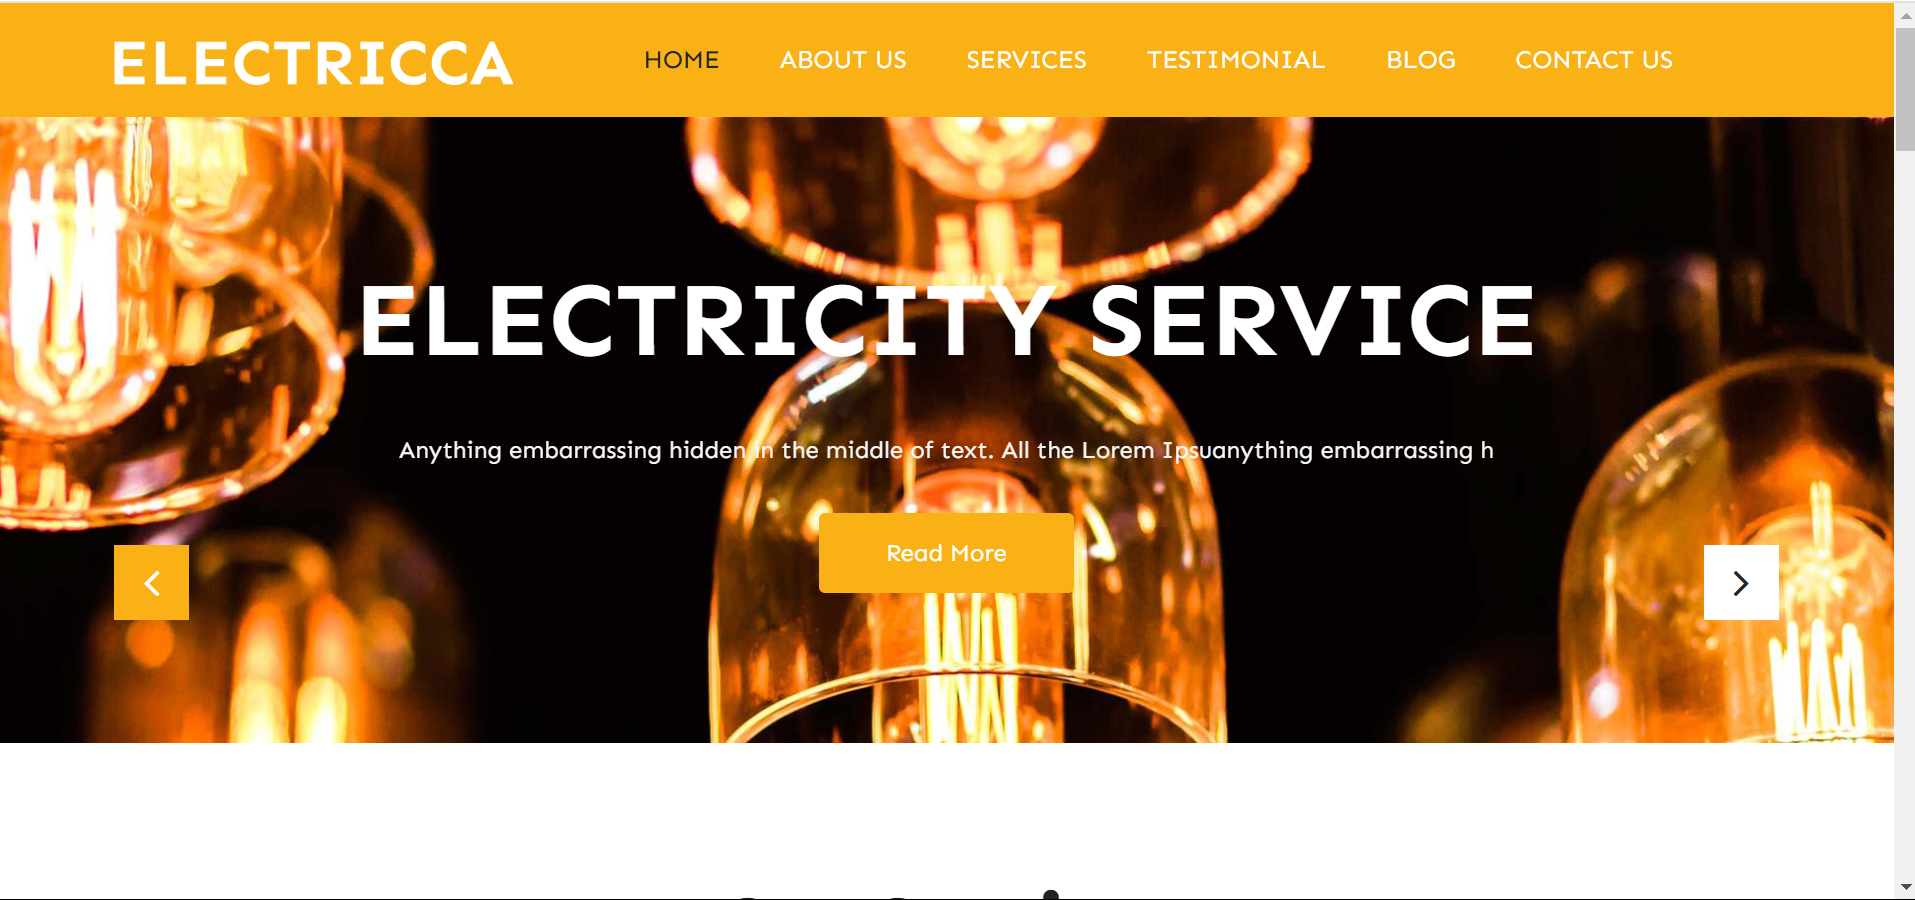 ELECTRICCA
HOME ABOUT US SERVICES TESTIMONIAL BLOG CONTACT US
ELECTRICITY SERVICE
Anything embarrassing hidden in the middle of text. All the Lorem Ipsuanything embarrassing h
Read More